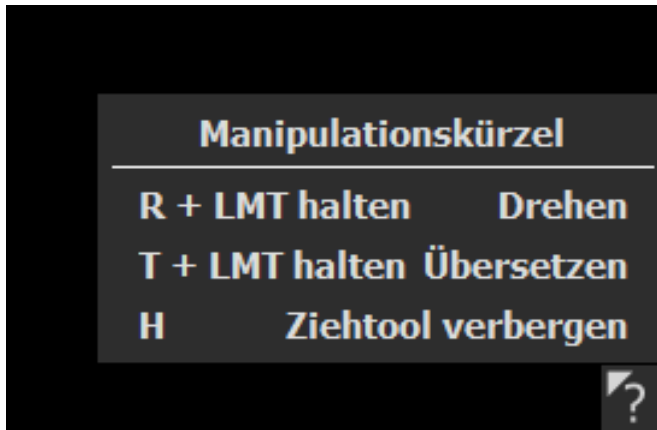 Manipulationskürzel
R + LMT halten Drehen
T + LMT halten Übersetzen
H Ziehtool verbergen
?